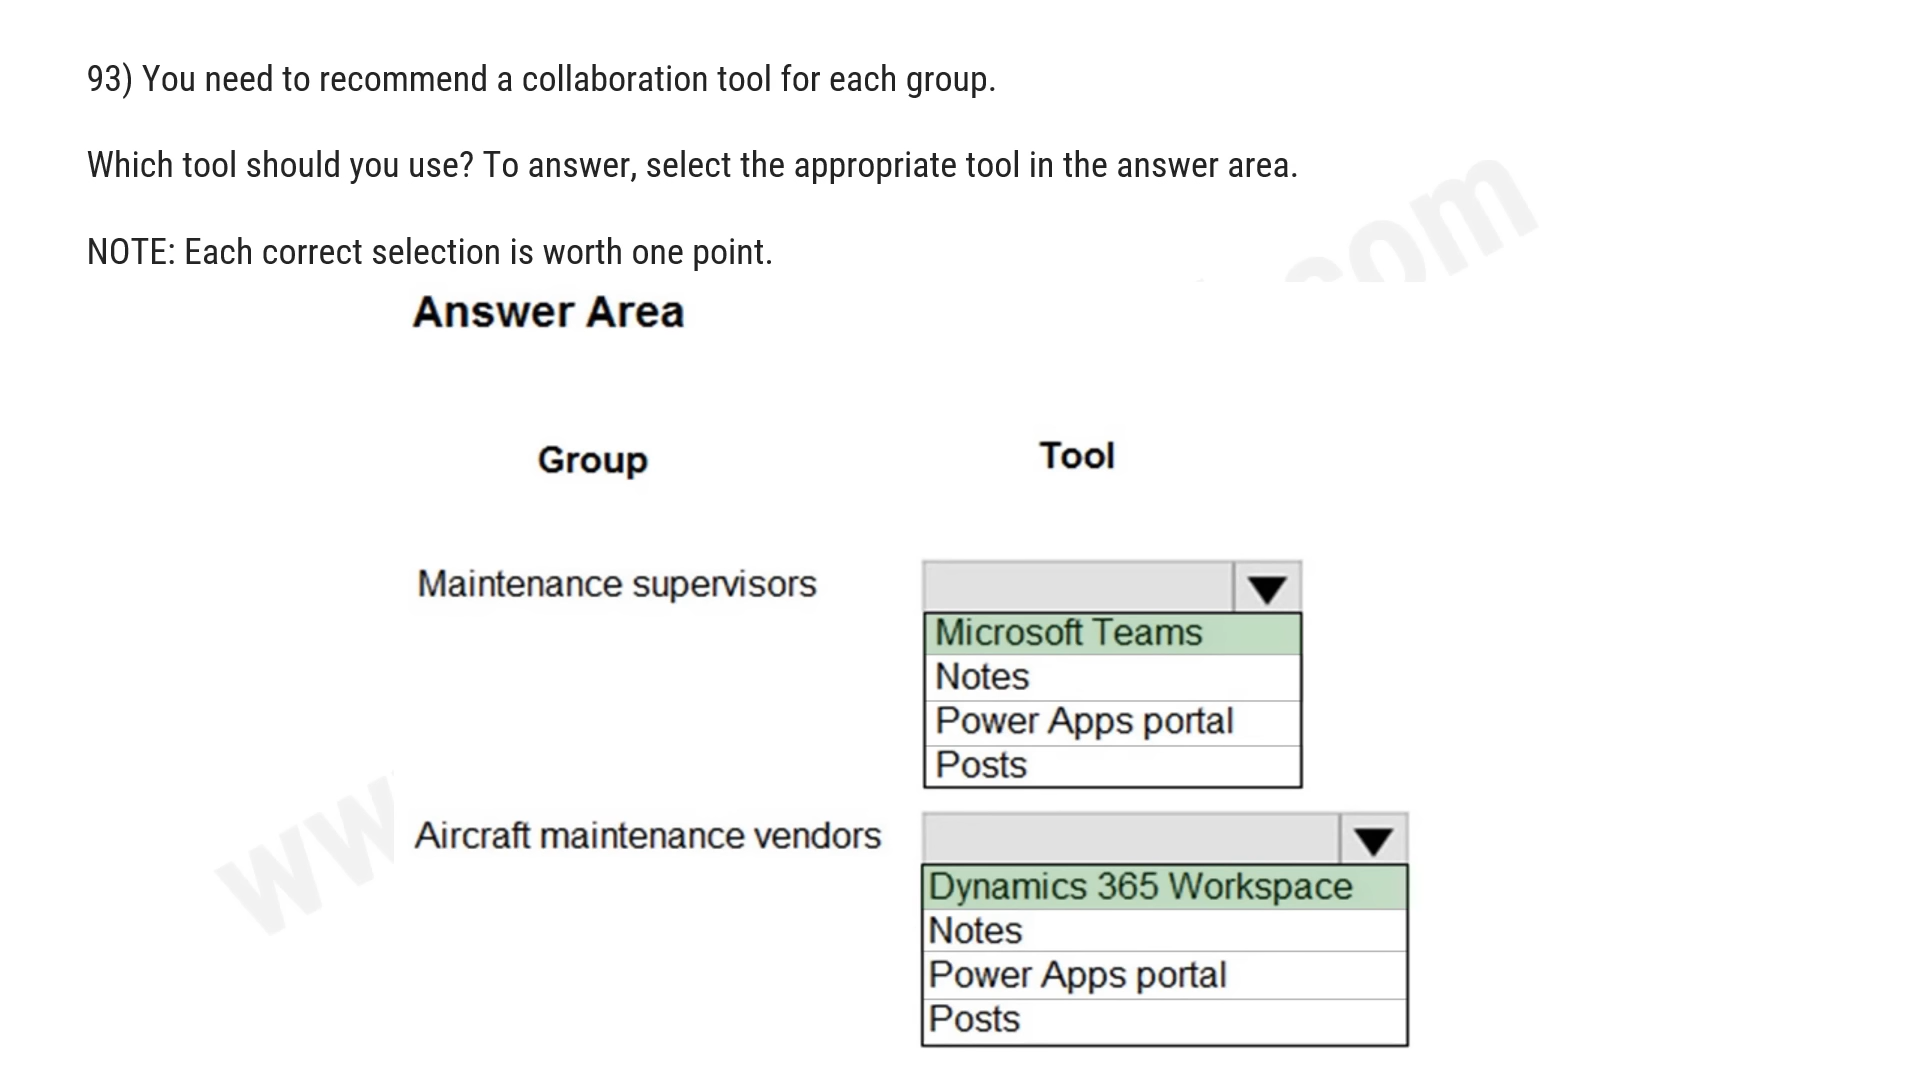 93) You need to recommend a collaboration tool for each group.
Which tool should you use? To answer, select the appropriate tool in the answer area.
NOTE: Each correct selection is worth one point.
Answer Area
Group
Tool
Maintenance supervisors
Microsoft Teams
Notes
Power Apps portal
Posts
Aircraft maintenance vendors
Dynamics 365 Workspace
Notes
Power Apps portal
Posts